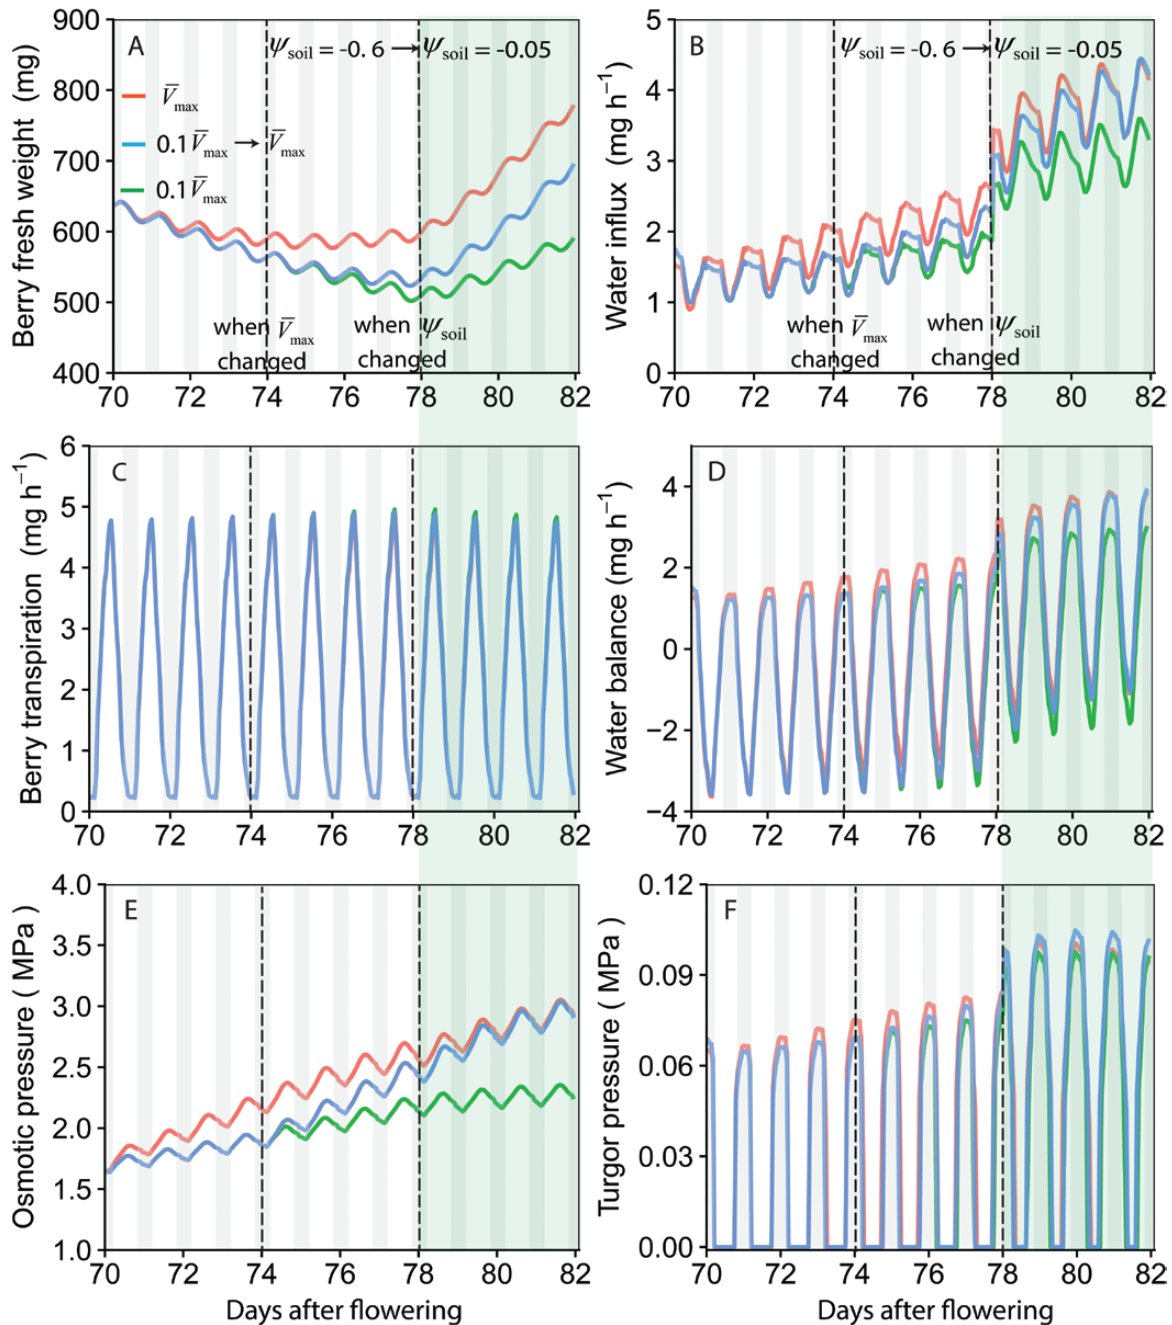 A
ψsoil = -0.6 → ψsoil = -0.05
V̄max
0.1V̄max → V̄max
0.1V̄max
when V̄max
changed
when ψsoil
changed
Berry fresh weight (mg)
900
800
700
600
500
400
70 72 74 76 78 80 82
B
ψsoil = -0.6 → ψsoil = -0.05
when V̄max
changed
when ψsoil
changed
Water influx (mg h⁻¹)
5
4
3
2
1
0
70 72 74 76 78 80 82
C
Berry transpiration (mg h⁻¹)
6
5
4
3
2
1
0
70 72 74 76 78 80 82
D
Water balance (mg h⁻¹)
4
2
0
−2
−4
70 72 74 76 78 80 82
E
Osmotic pressure ( MPa)
4.0
3.5
3.0
2.5
2.0
1.5
1.0
70 72 74 76 78 80 82
Days after flowering
F
Turgor pressure ( MPa)
0.12
0.09
0.06
0.03
0.00
70 72 74 76 78 80 82
Days after flowering